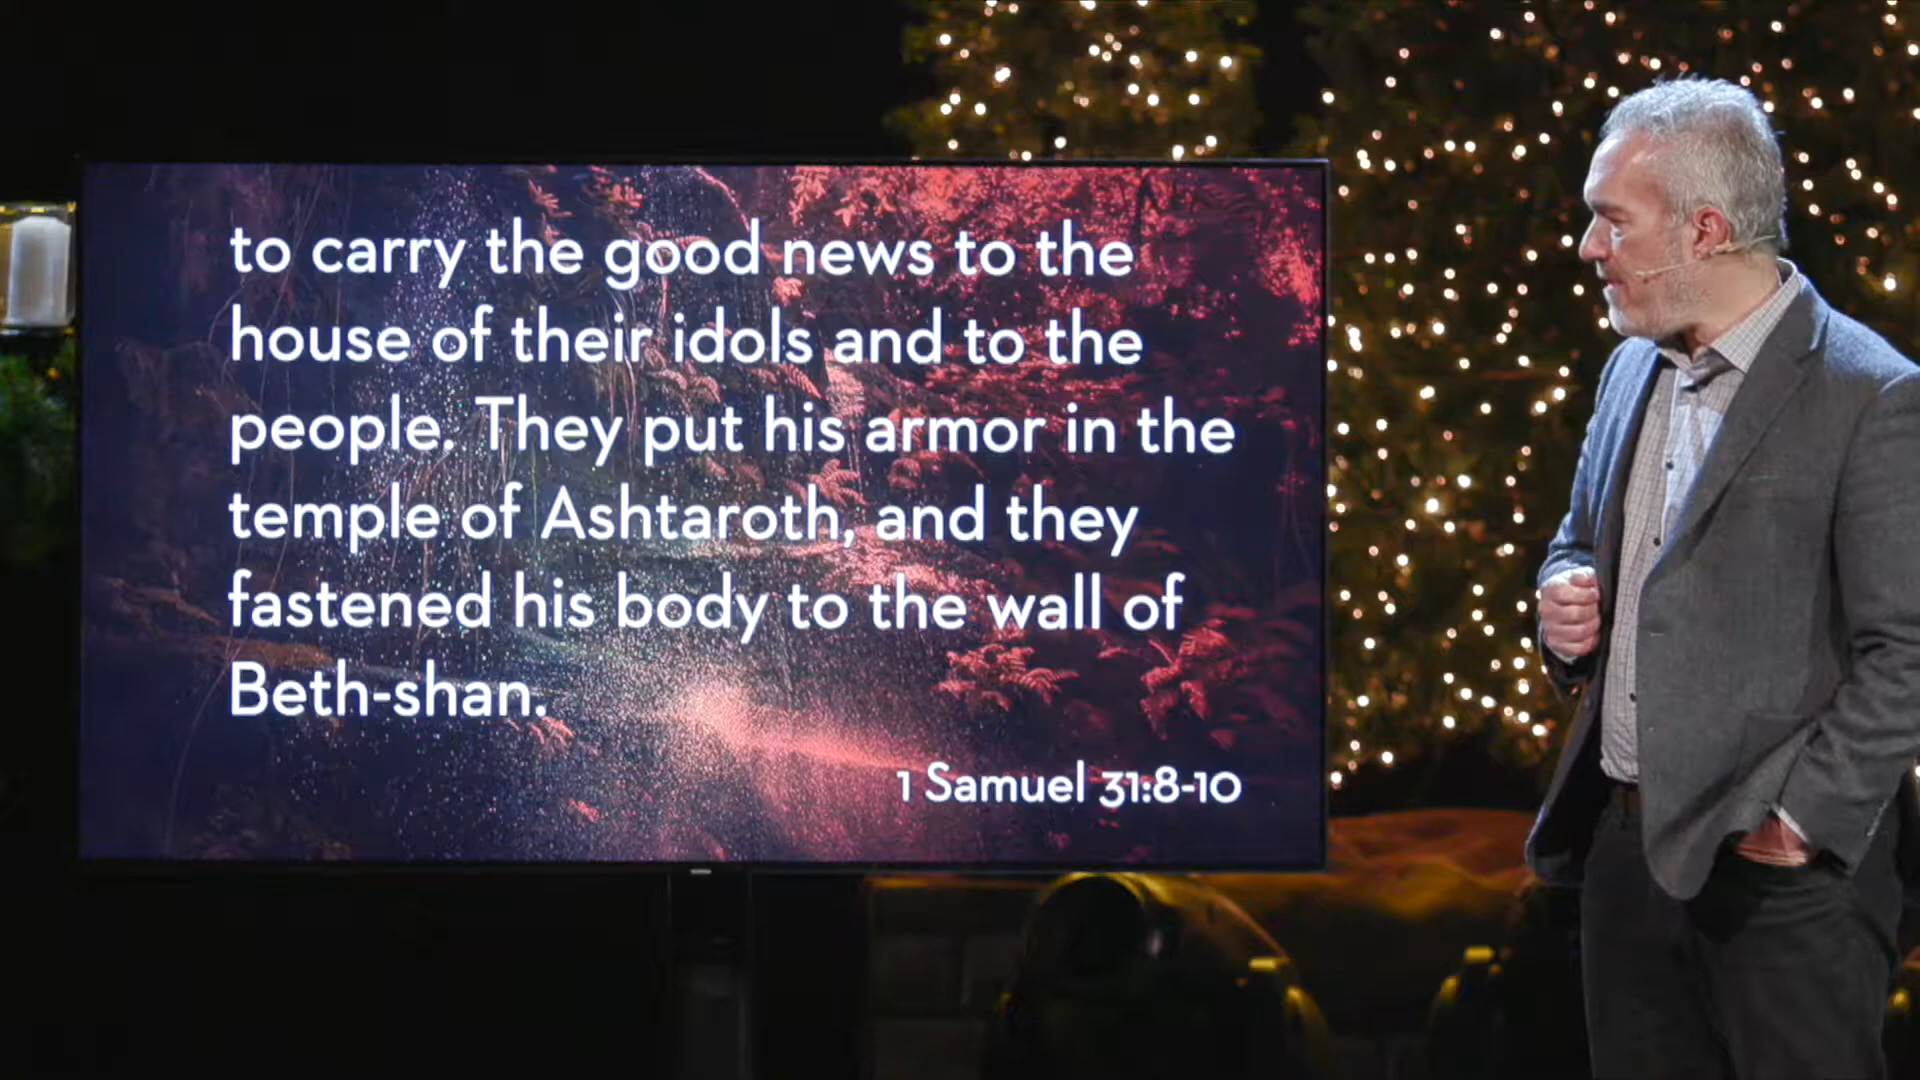 to carry the good news to the
house of their idols and to the
people. They put his armor in the
temple of Ashtaroth, and they
fastened his body to the wall of
Beth-shan.
1 Samuel 31:8-10